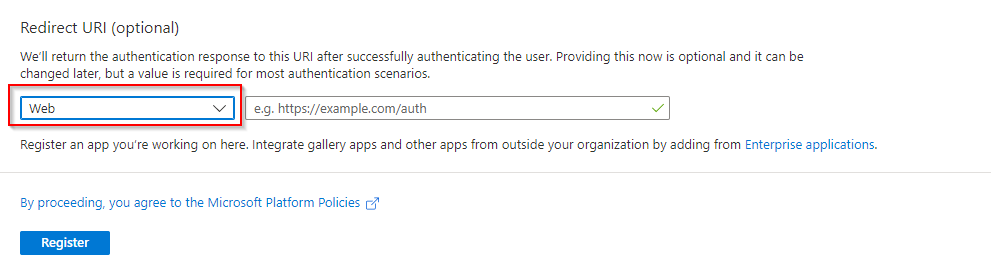 Redirect URI (optional)
We'll return the authentication response to this URI after successfully authenticating the user. Providing this now is optional and it can be
changed later, but a value is required for most authentication scenarios.
Web
e.g. https://example.com/auth
Register an app you're working on here. Integrate gallery apps and other apps from outside your organization by adding from Enterprise applications.
By proceeding, you agree to the Microsoft Platform Policies
Register